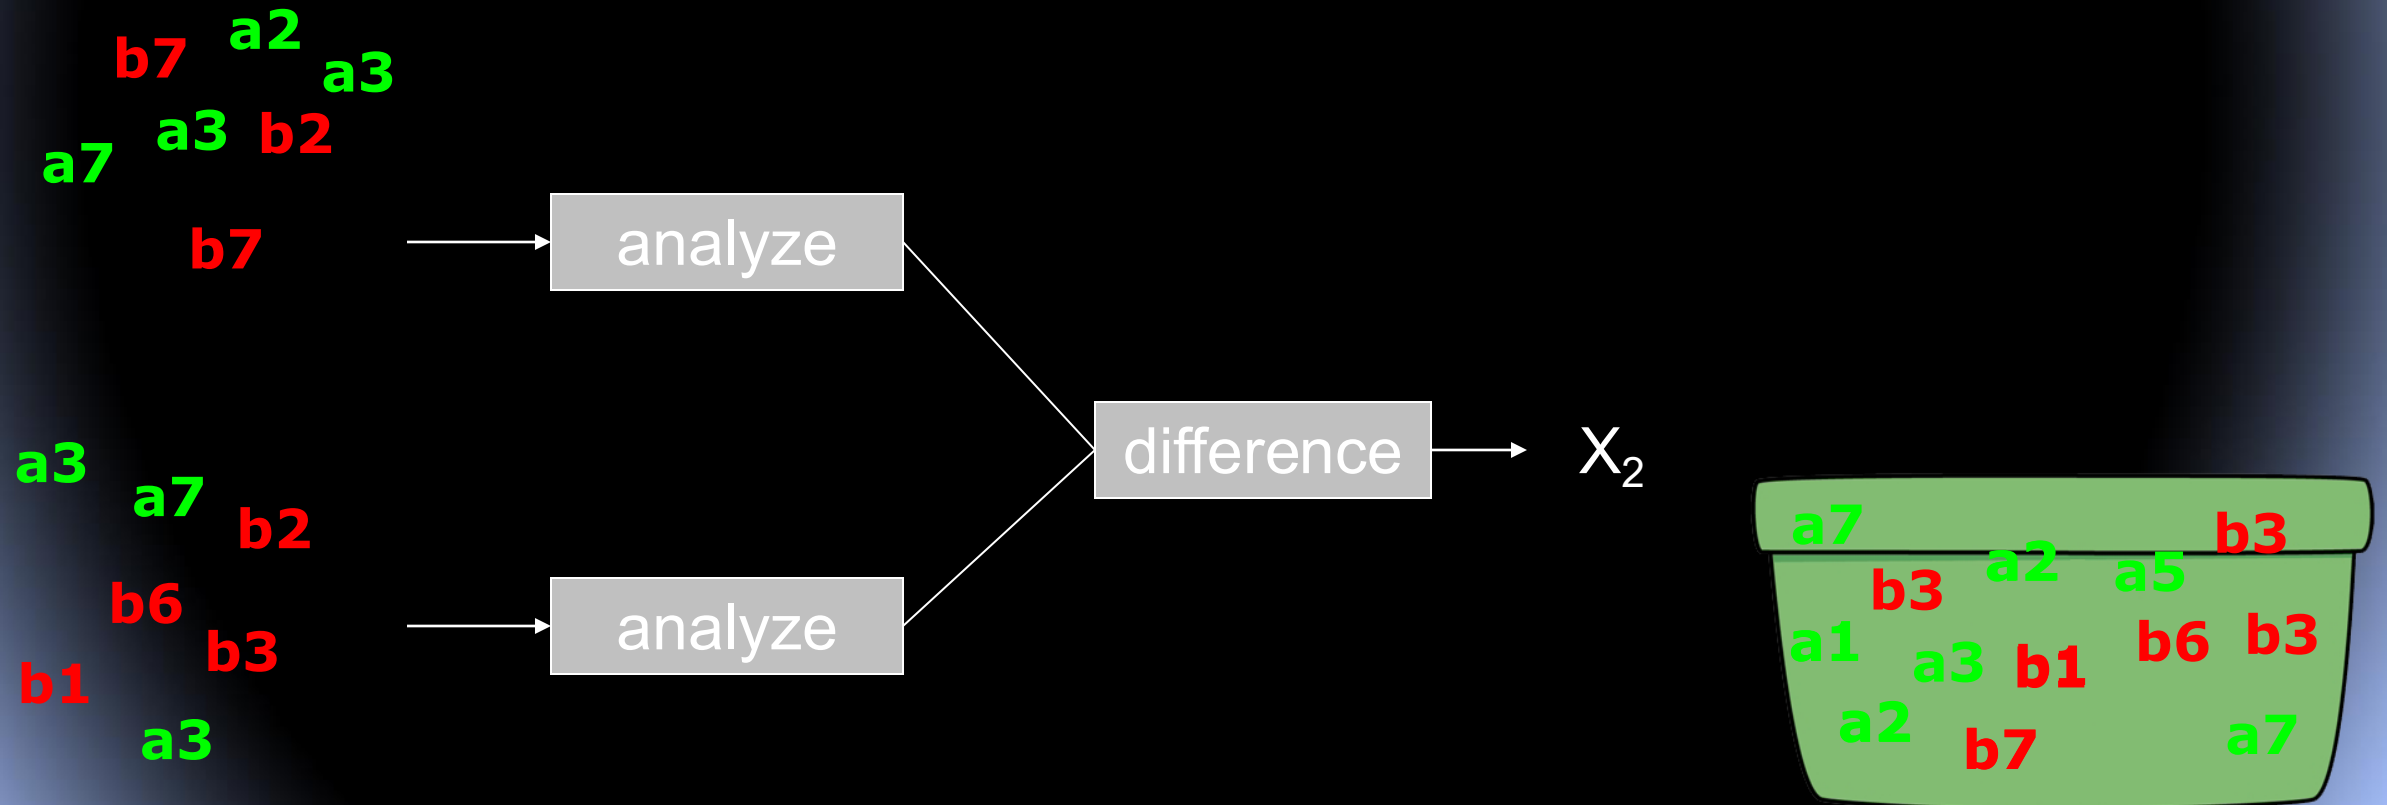 b7 a2 a3
a3 b2
a7
b7
analyze
a3
a7 b2
b6
b3
b1
a3
analyze
difference
X₂
a7 b3
a2 a5
b3
a1 a3 b1 b6 b3
a2 b7 a7